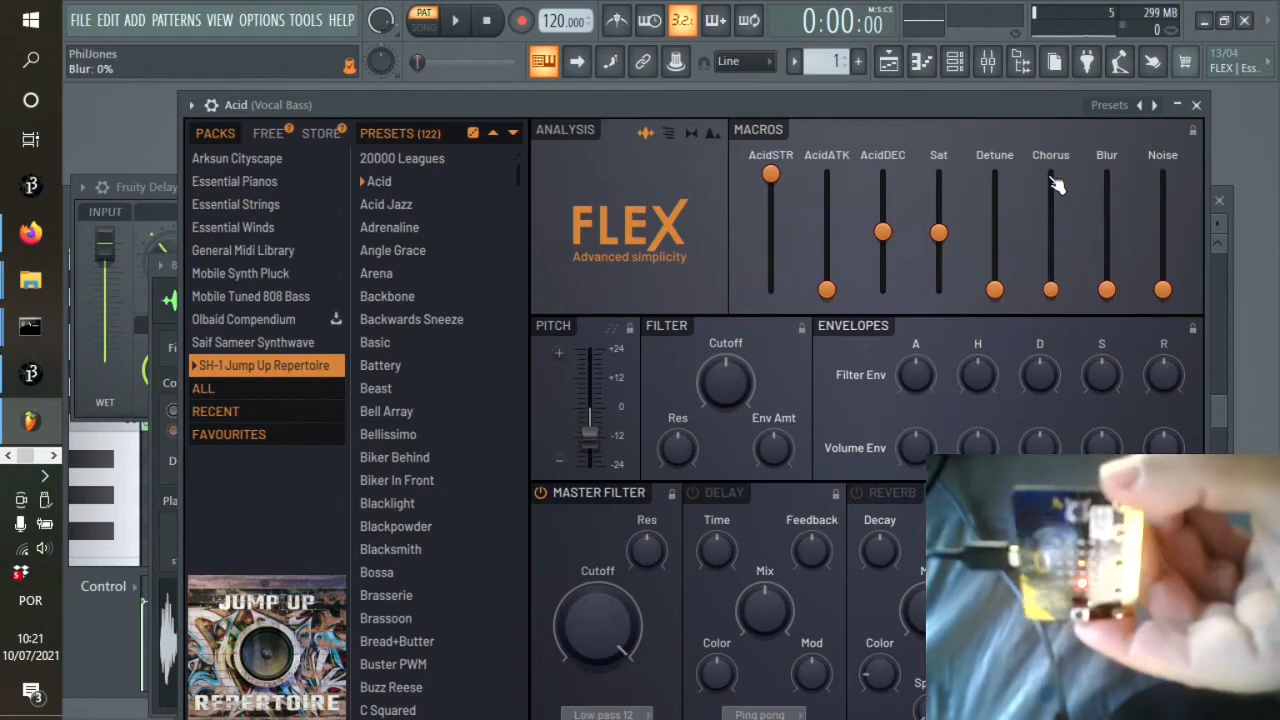 FILE EDIT ADD PATTERNS VIEW OPTIONS TOOLS HELP
PAT
SONG
120.000
3.2.
0:00:00
M:S:CS
5
299 MB
0
PhilJones
Blur: 0%
Line
1
13/04
FLEX | Ess..
Acid (Vocal Bass)
Presets
PACKS
FREE
STORE
PRESETS (122)
Arksun Cityscape
Essential Pianos
Essential Strings
Essential Winds
General Midi Library
Mobile Synth Pluck
Mobile Tuned 808 Bass
Olbaid Compendium
Saif Sameer Synthwave
SH-1 Jump Up Repertoire
ALL
RECENT
FAVOURITES
20000 Leagues
Acid
Acid Jazz
Adrenaline
Angle Grace
Arena
Backbone
Backwards Sneeze
Basic
Battery
Beast
Bell Array
Bellissimo
Biker Behind
Biker In Front
Blacklight
Blackpowder
Blacksmith
Bossa
Brasserie
Brassoon
Bread+Butter
Buster PWM
Buzz Reese
C Squared
JUMP UP
REPERTOIRE
ANALYSIS
FLEX
Advanced simplicity
MACROS
AcidSTR AcidATK AcidDEC Sat Detune Chorus Blur Noise
PITCH
+24
+12
0
-12
-24
FILTER
Cutoff
Res
Env Amt
ENVELOPES
A H D S R
Filter Env
Volume Env
MASTER FILTER
Res
Cutoff
Low pass 12
DELAY
Time
Feedback
Mix
Color
Mod
Ping pong
REVERB
Decay
Color
Fruity Delay
INPUT
WET
Control
POR
10:21
10/07/2021
3